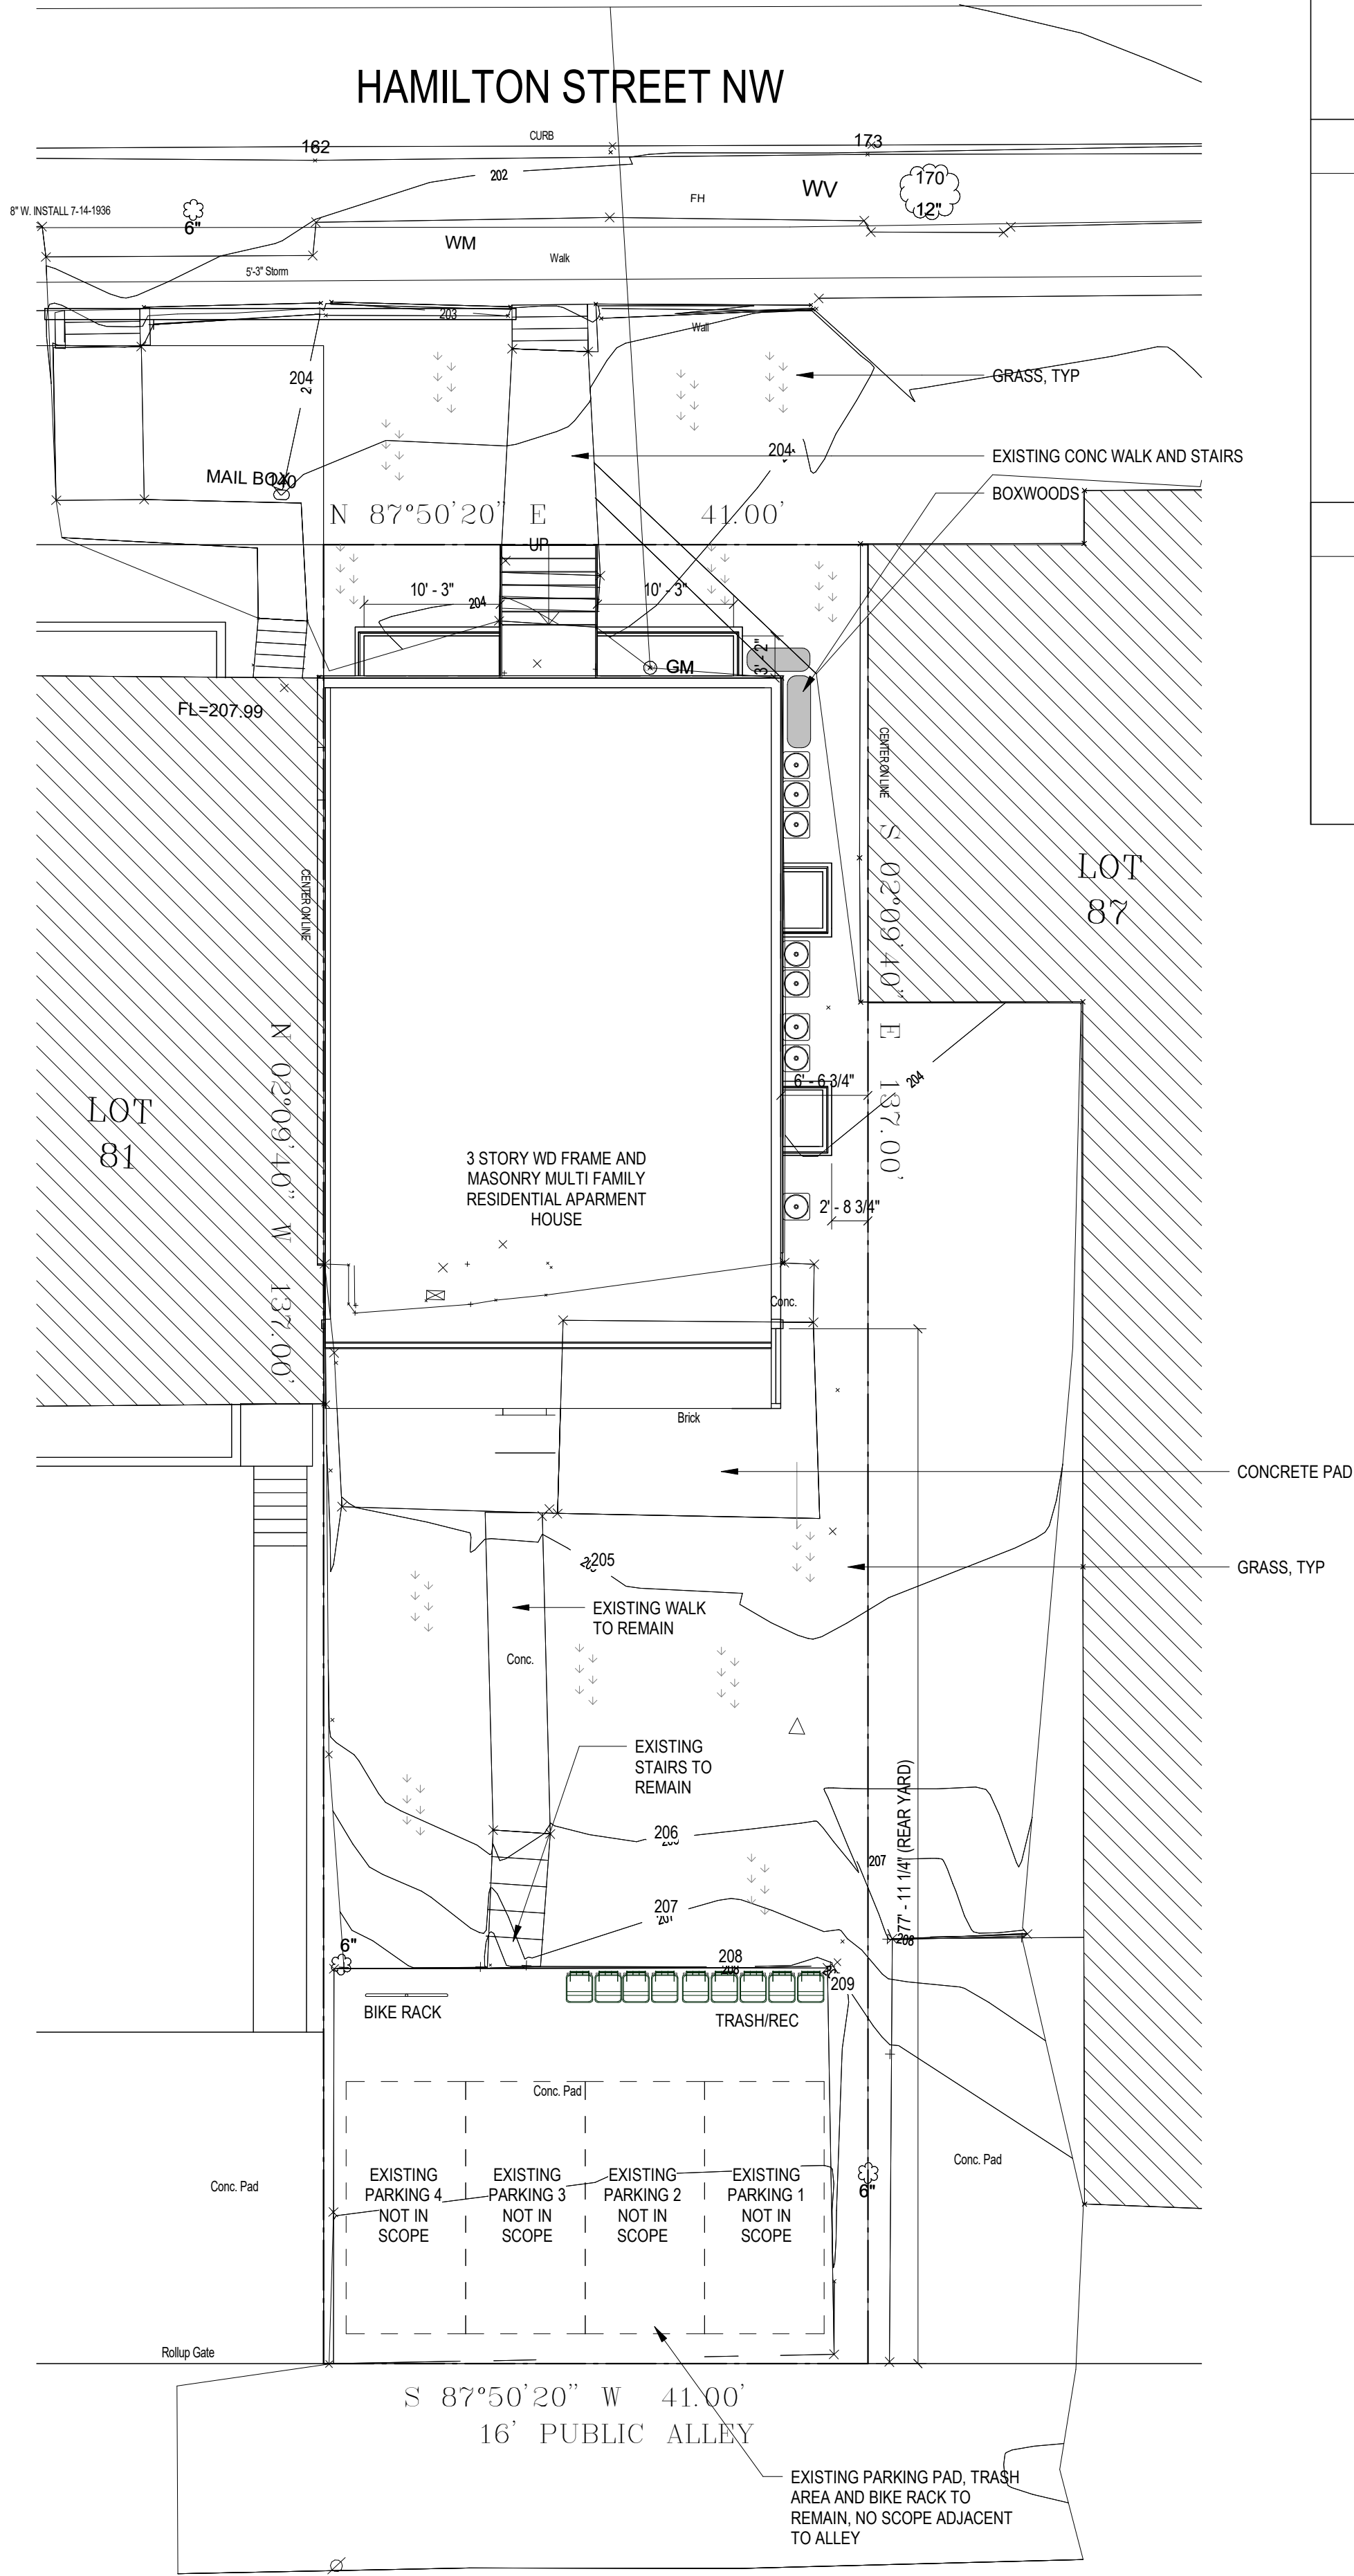 HAMILTON STREET NW
CURB
162
173
202
WV
170
12"
FH
8" W. INSTALL 7-14-1936
6"
WM
Walk
5'-3" Storm
203
Wall
204
GRASS, TYP
204
EXISTING CONC WALK AND STAIRS
MAIL BOX
140
BOXWOODS
N 87°50'20" E 41.00'
UP
10' - 3"
10' - 3"
204
3' - 2"
GM
FL=207.99
CENTER ON LINE
CENTER ON LINE
S 02°09'40" E 137.00'
LOT
87
N 02°09'40" W 137.00'
LOT
81
204
6' - 6 3/4"
3 STORY WD FRAME AND
MASONRY MULTI FAMILY
RESIDENTIAL APARMENT
HOUSE
2' - 8 3/4"
Conc.
Brick
CONCRETE PAD
205
GRASS, TYP
EXISTING WALK
TO REMAIN
Conc.
EXISTING
STAIRS TO
REMAIN
77' - 11 1/4" (REAR YARD)
206
207
207
208
208
6"
209
BIKE RACK
TRASH/REC
Conc. Pad
Conc. Pad
Conc. Pad
EXISTING
PARKING 4
NOT IN
SCOPE
EXISTING
PARKING 3
NOT IN
SCOPE
EXISTING
PARKING 2
NOT IN
SCOPE
EXISTING
PARKING 1
NOT IN
SCOPE
6"
Rollup Gate
S 87°50'20" W 41.00'
16' PUBLIC ALLEY
EXISTING PARKING PAD, TRASH
AREA AND BIKE RACK TO
REMAIN, NO SCOPE ADJACENT
TO ALLEY